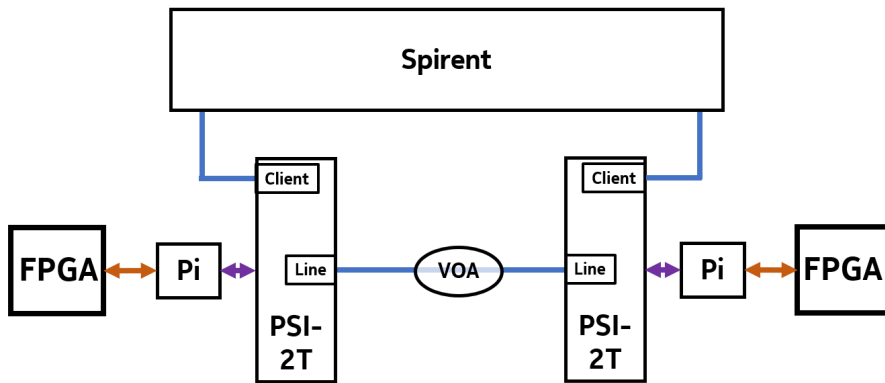 Spirent
Client
Client
FPGA
Pi
Line
VOA
Line
Pi
FPGA
PSI-
2T
PSI-
2T